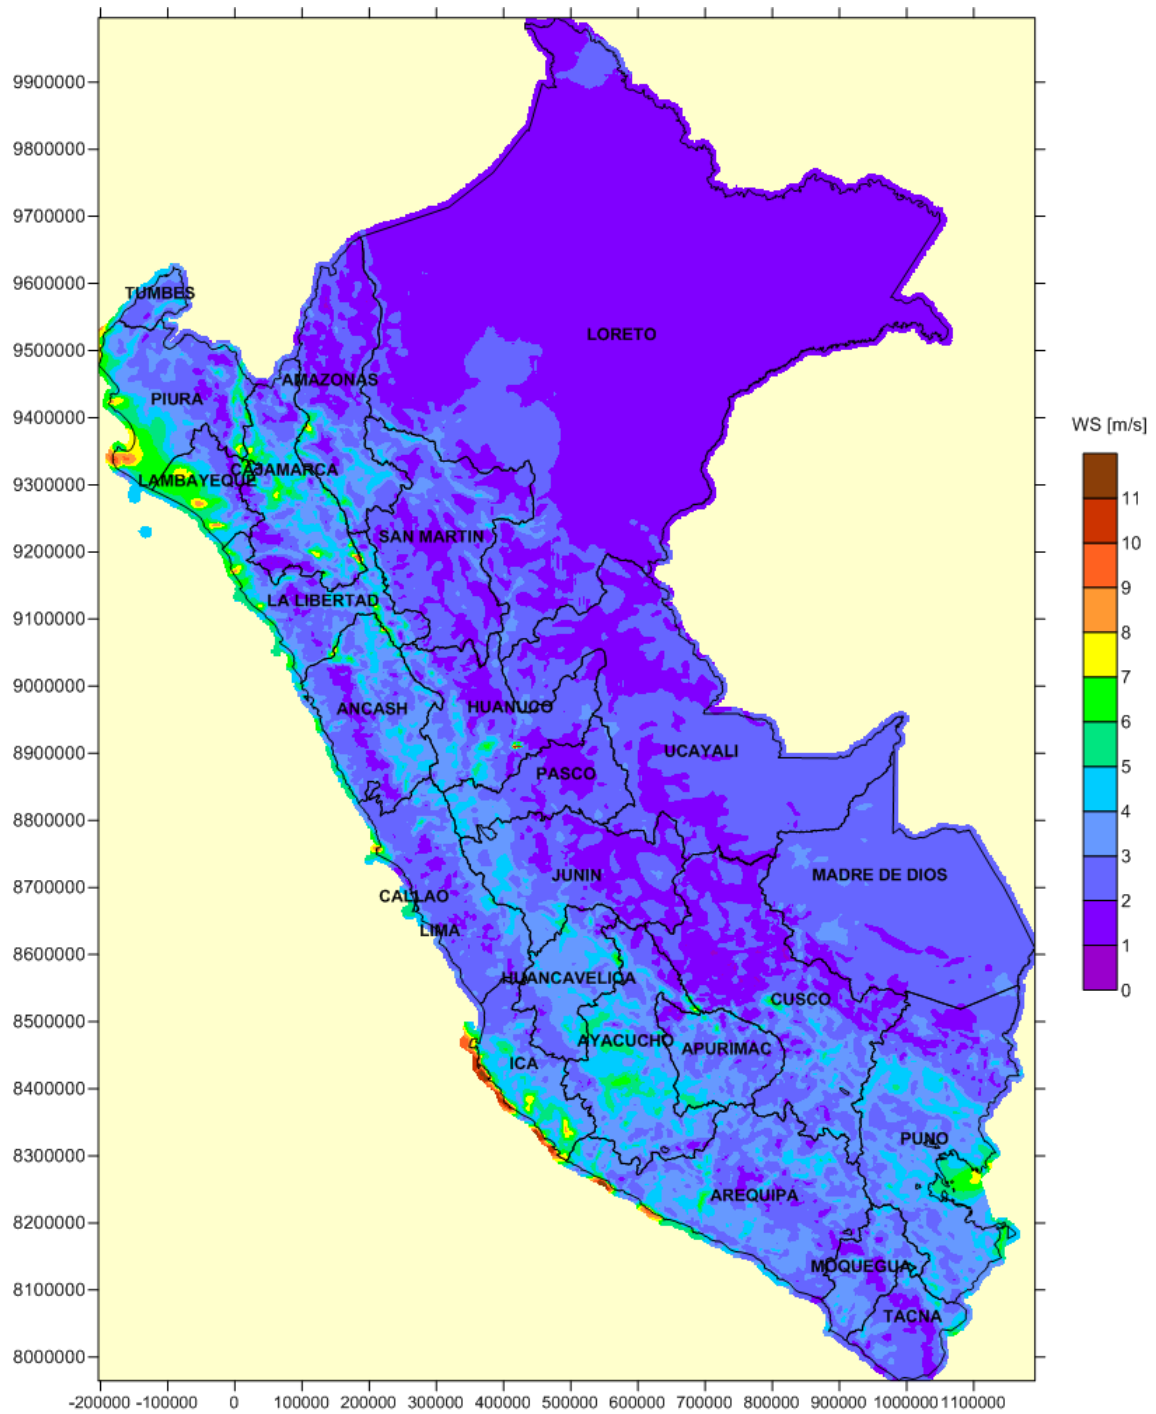 9900000
9800000
9700000
9600000
9500000
9400000
9300000
9200000
9100000
9000000
8900000
8800000
8700000
8600000
8500000
8400000
8300000
8200000
8100000
8000000
-200000 -100000 0 100000 200000 300000 400000 500000 600000 700000 800000 900000 1000000 1100000
TUMBES
LORETO
AMAZONAS
PIURA
CAJAMARCA
LAMBAYEQUE
SAN MARTIN
LA LIBERTAD
ANCASH
HUANUCO
UCAYALI
PASCO
JUNIN
MADRE DE DIOS
CALLAO
LIMA
HUANCAVELICA
CUSCO
AYACUCHO
APURIMAC
ICA
PUNO
AREQUIPA
MOQUEGUA
TACNA
WS [m/s]
11
10
9
8
7
6
5
4
3
2
1
0